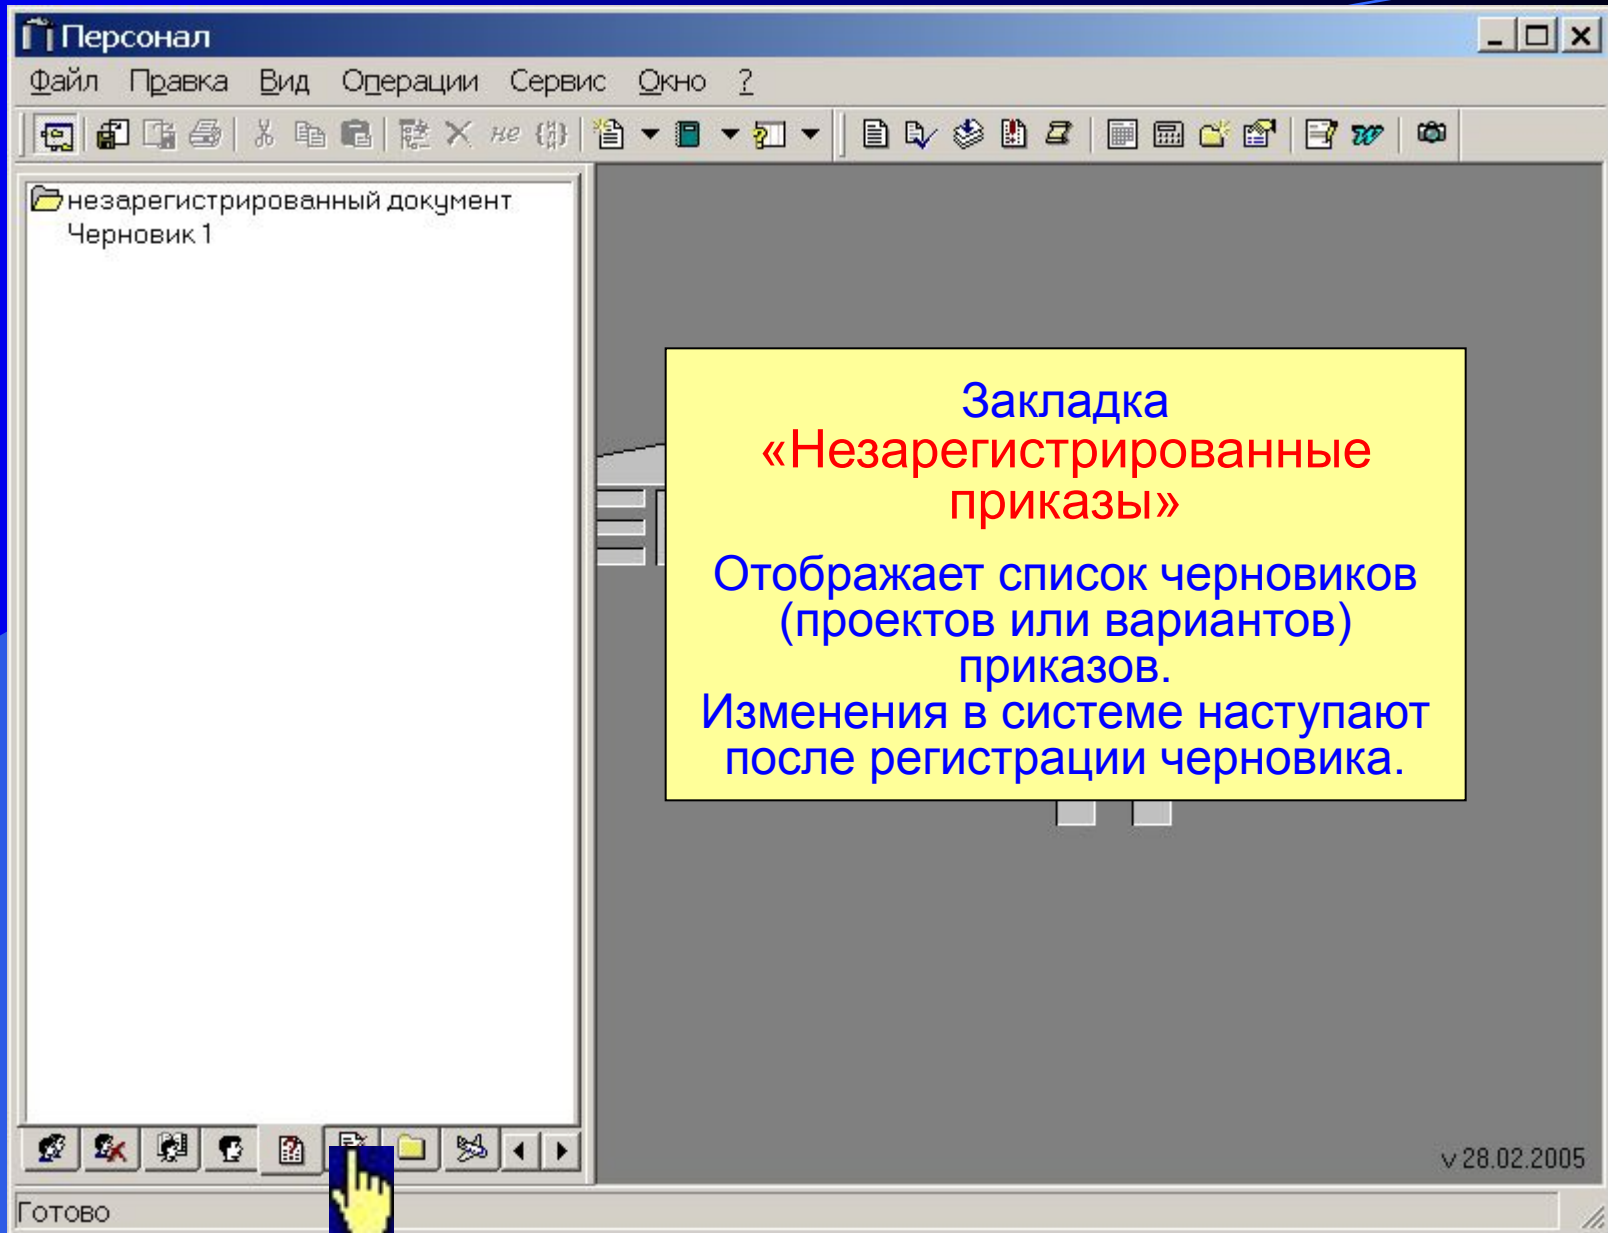 Персонал
Файл Правка Вид Операции Сервис Окно ?
не {}
незарегистрированный документ
Черновик 1
Закладка
«Незарегистрированные
приказы»
Отображает список черновиков
(проектов или вариантов)
приказов.
Изменения в системе наступают
после регистрации черновика.
v 28.02.2005
Готово